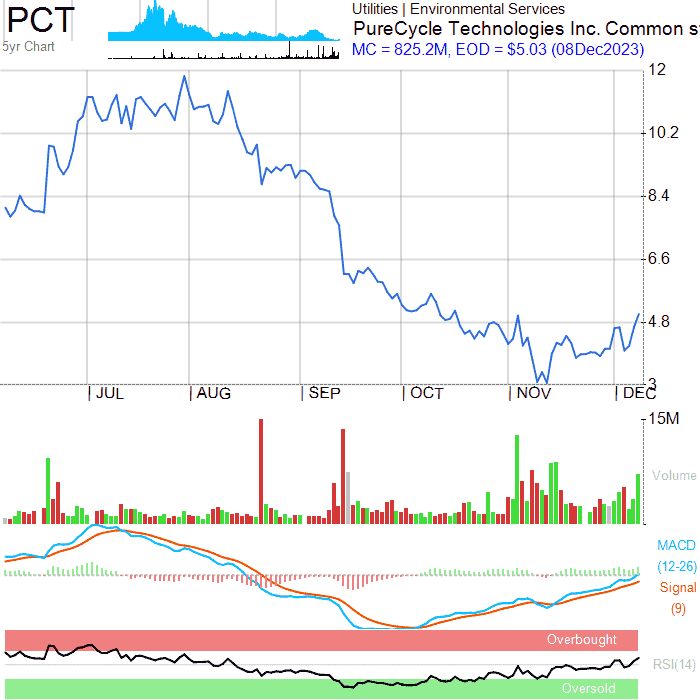 PCT
5yr Chart
Utilities | Environmental Services
PureCycle Technologies Inc. Common s
MC = 825.2M, EOD = $5.03 (08Dec2023)
12
10.2
8.4
6.6
4.8
3
JUL AUG SEP OCT NOV DEC
15M
Volume
MACD
(12-26)
Signal
(9)
Overbought
RSI(14)
Oversold